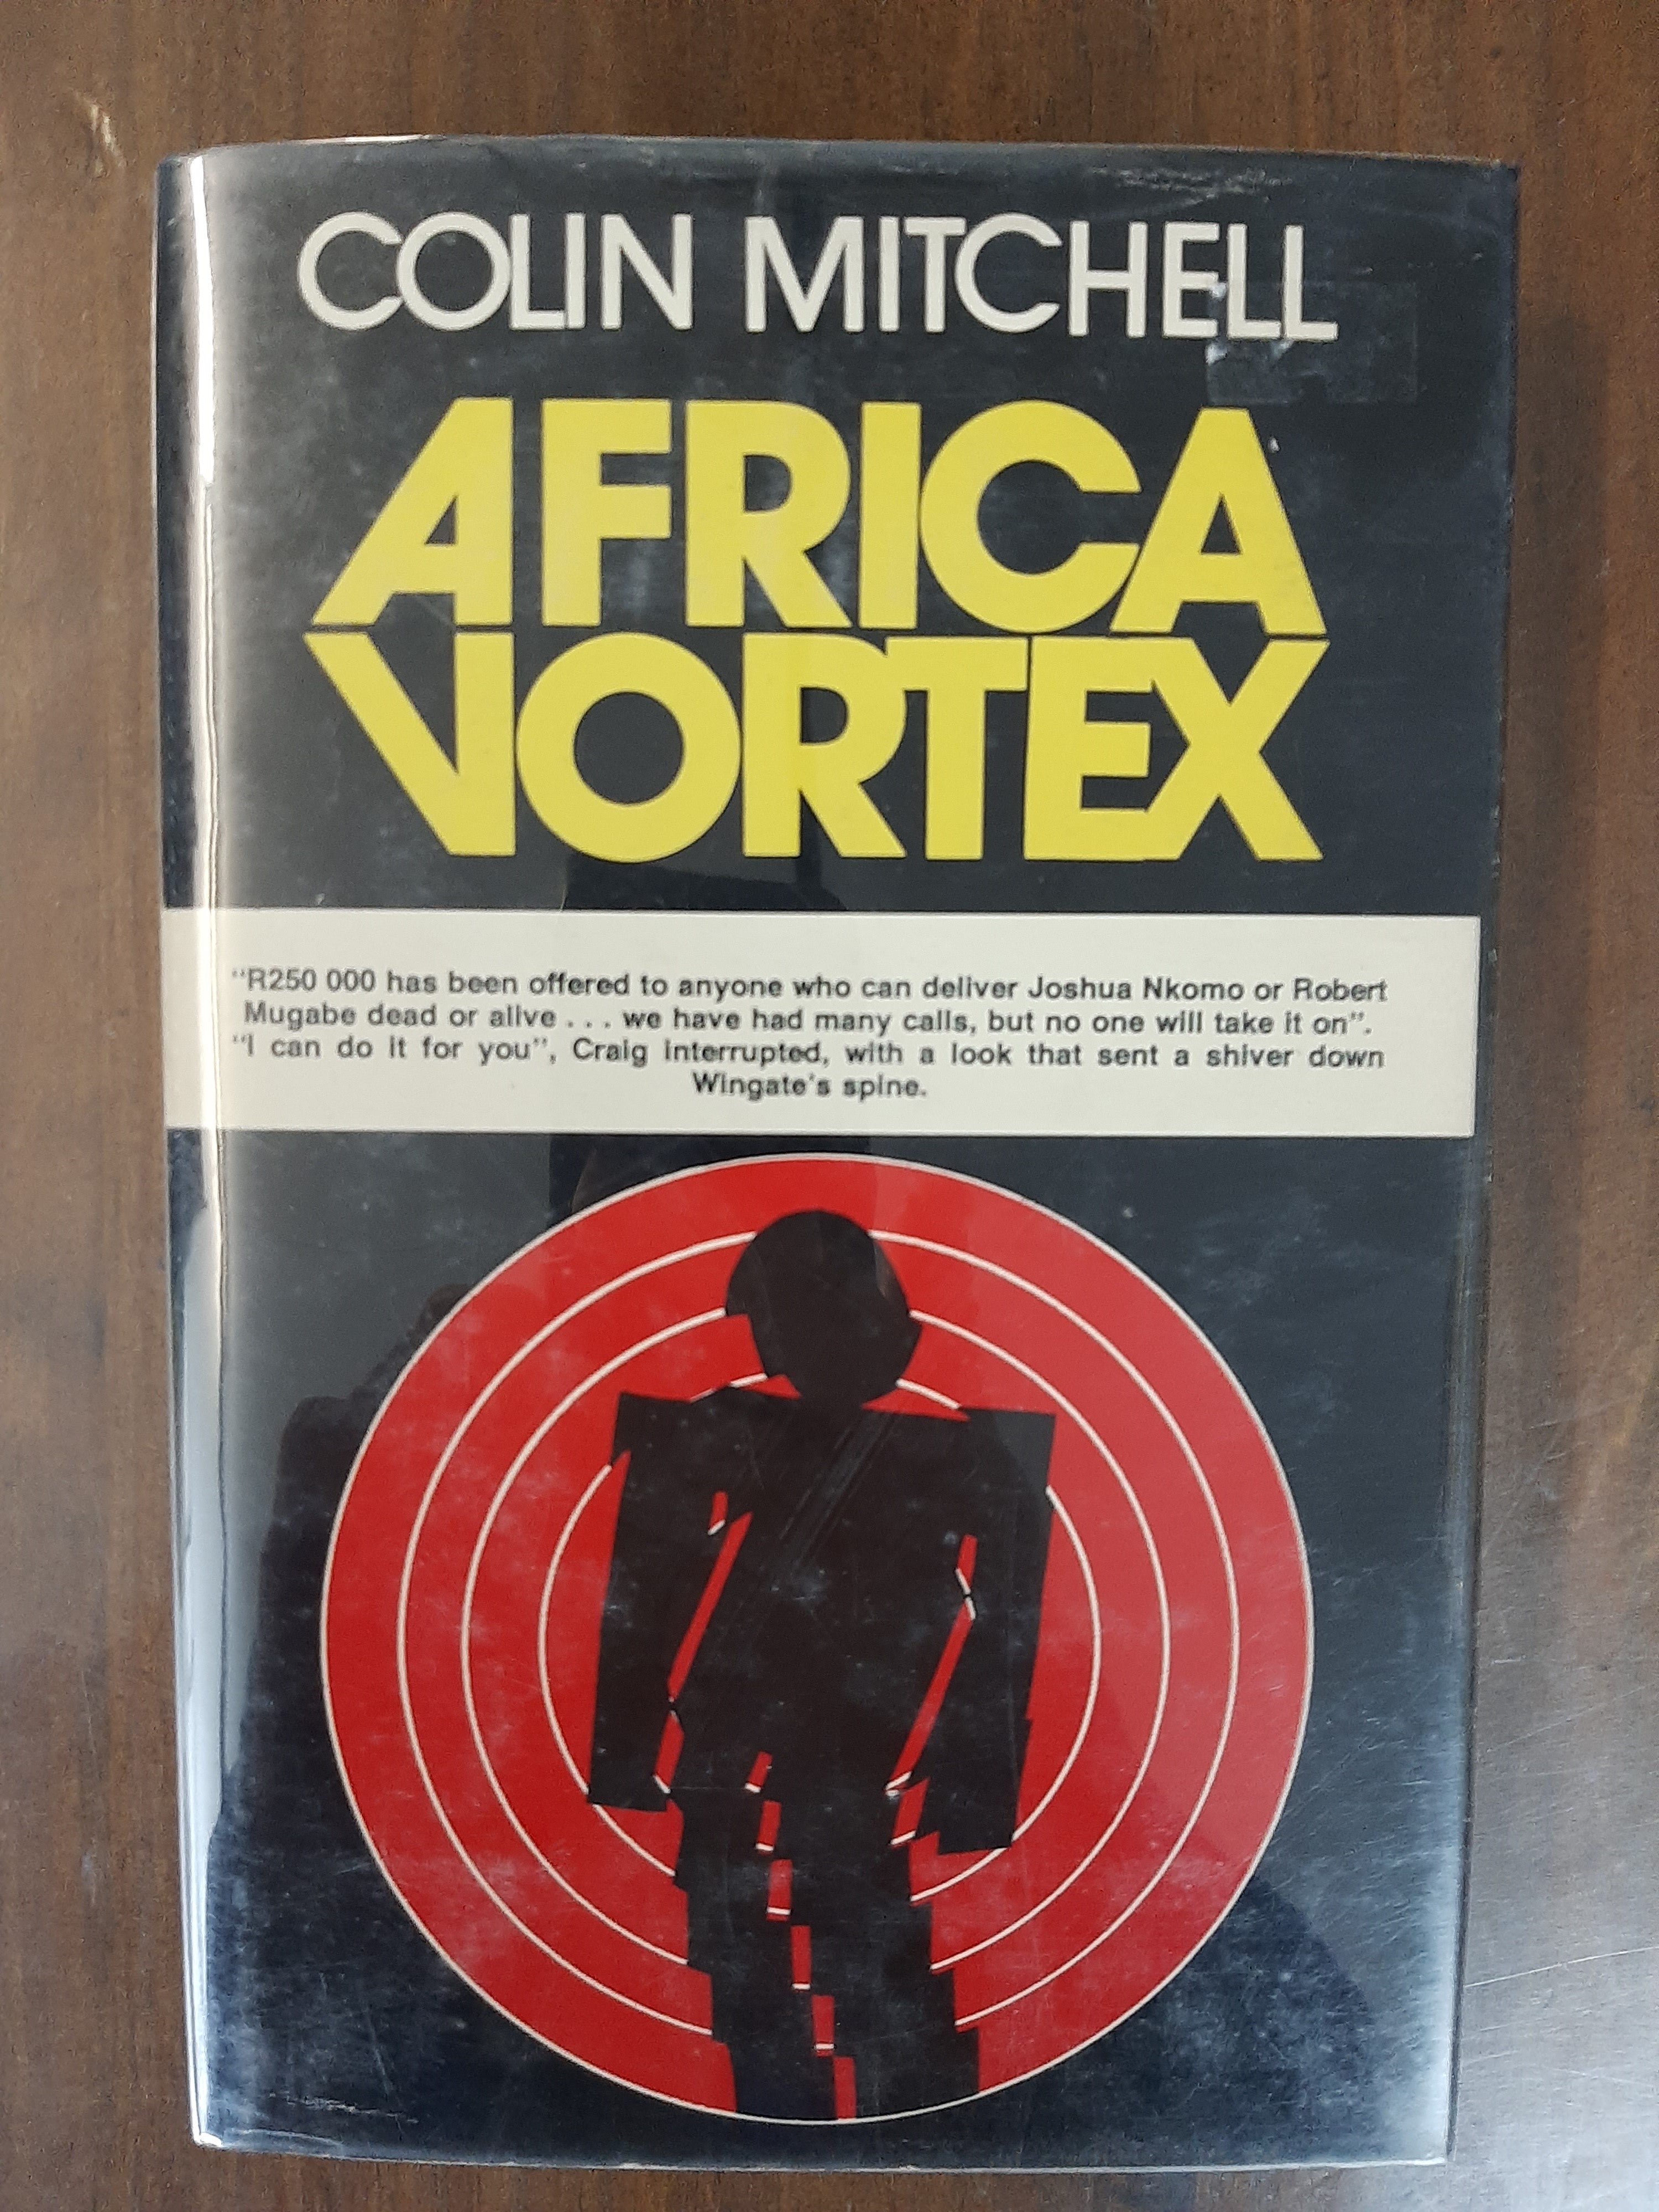 COLIN MITCHELL
AFRICA
VORTEX
"R250 000 has been offered to anyone who can deliver Joshua Nkomo or Robert
Mugabe dead or alive . . . we have had many calls, but no one will take it on".
"I can do it for you", Craig interrupted, with a look that sent a shiver down
Wingate's spine.